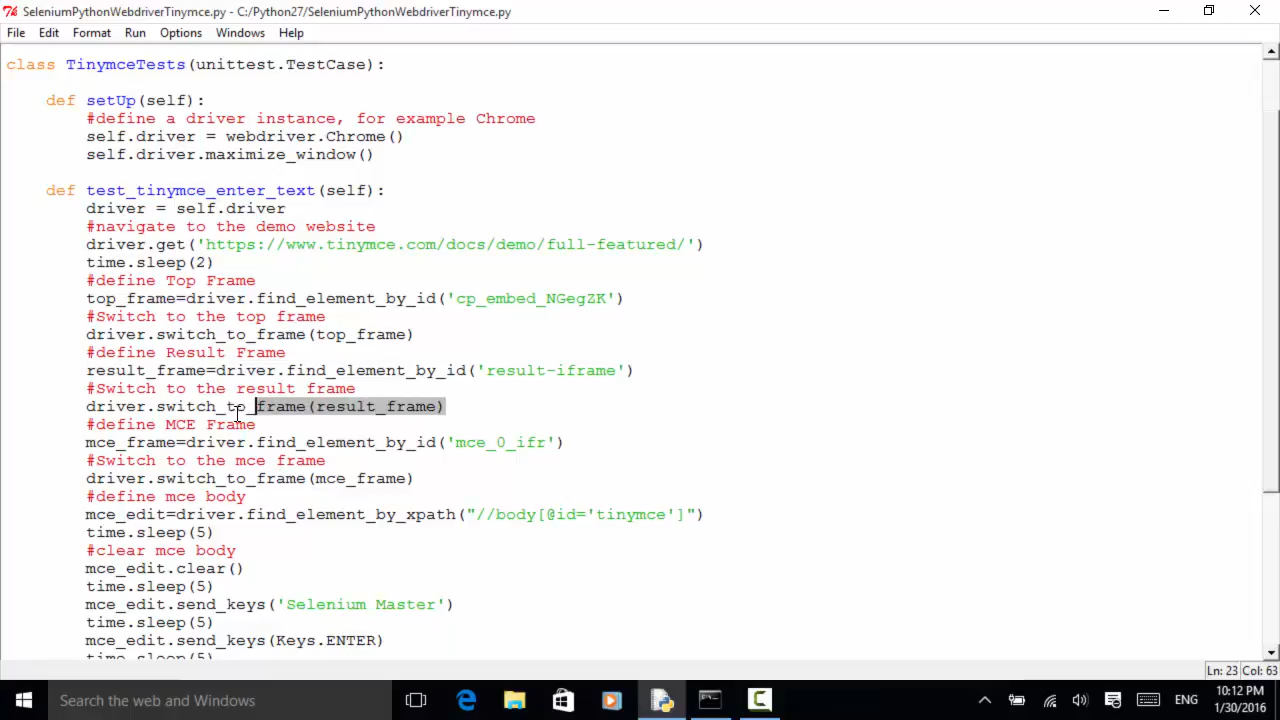 SeleniumPythonWebdriverTinymce.py - C:/Python27/SeleniumPythonWebdriverTinymce.py
File Edit Format Run Options Windows Help
class TinymceTests(unittest.TestCase):
def setUp(self):
#define a driver instance, for example Chrome
self.driver = webdriver.Chrome()
self.driver.maximize_window()
def test_tinymce_enter_text(self):
driver = self.driver
#navigate to the demo website
driver.get('https://www.tinymce.com/docs/demo/full-featured/')
time.sleep(2)
#define Top Frame
top_frame=driver.find_element_by_id('cp_embed_NGegZK')
#Switch to the top frame
driver.switch_to_frame(top_frame)
#define Result Frame
result_frame=driver.find_element_by_id('result-iframe')
#Switch to the result frame
driver.switch_to_frame(result_frame)
#define MCE Frame
mce_frame=driver.find_element_by_id('mce_0_ifr')
#Switch to the mce frame
driver.switch_to_frame(mce_frame)
#define mce body
mce_edit=driver.find_element_by_xpath("//body[@id='tinymce']")
time.sleep(5)
#clear mce body
mce_edit.clear()
time.sleep(5)
mce_edit.send_keys('Selenium Master')
time.sleep(5)
mce_edit.send_keys(Keys.ENTER)
time.sleep(5)
Ln: 23 Col: 63
Search the web and Windows
ENG
10:12 PM
1/30/2016